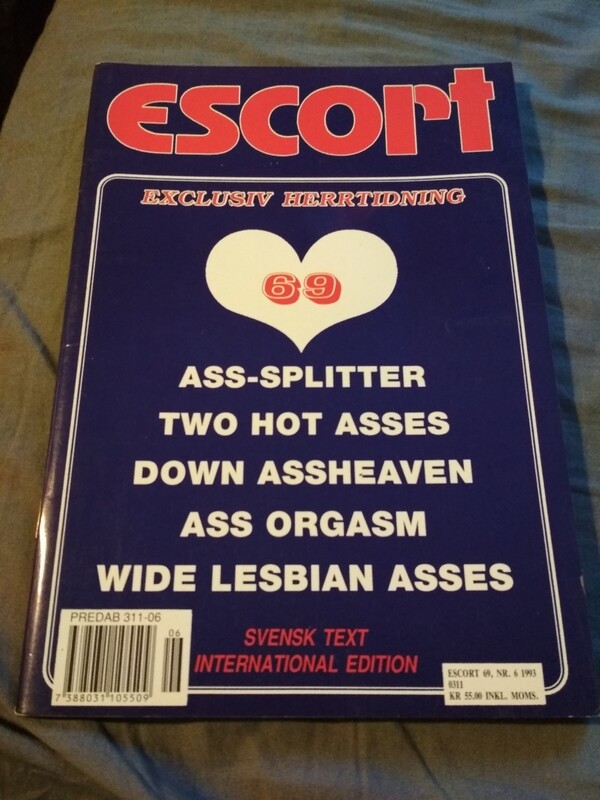 escort
EXCLUSIV HERRTIDNING
69
ASS-SPLITTER
TWO HOT ASSES
DOWN ASSHEAVEN
ASS ORGASM
WIDE LESBIAN ASSES
SVENSK TEXT
INTERNATIONAL EDITION
PREDAB 311-06
06
7 388031 105509
ESCORT 69, NR. 6 1993
0311
KR 55.00 INKL. MOMS.